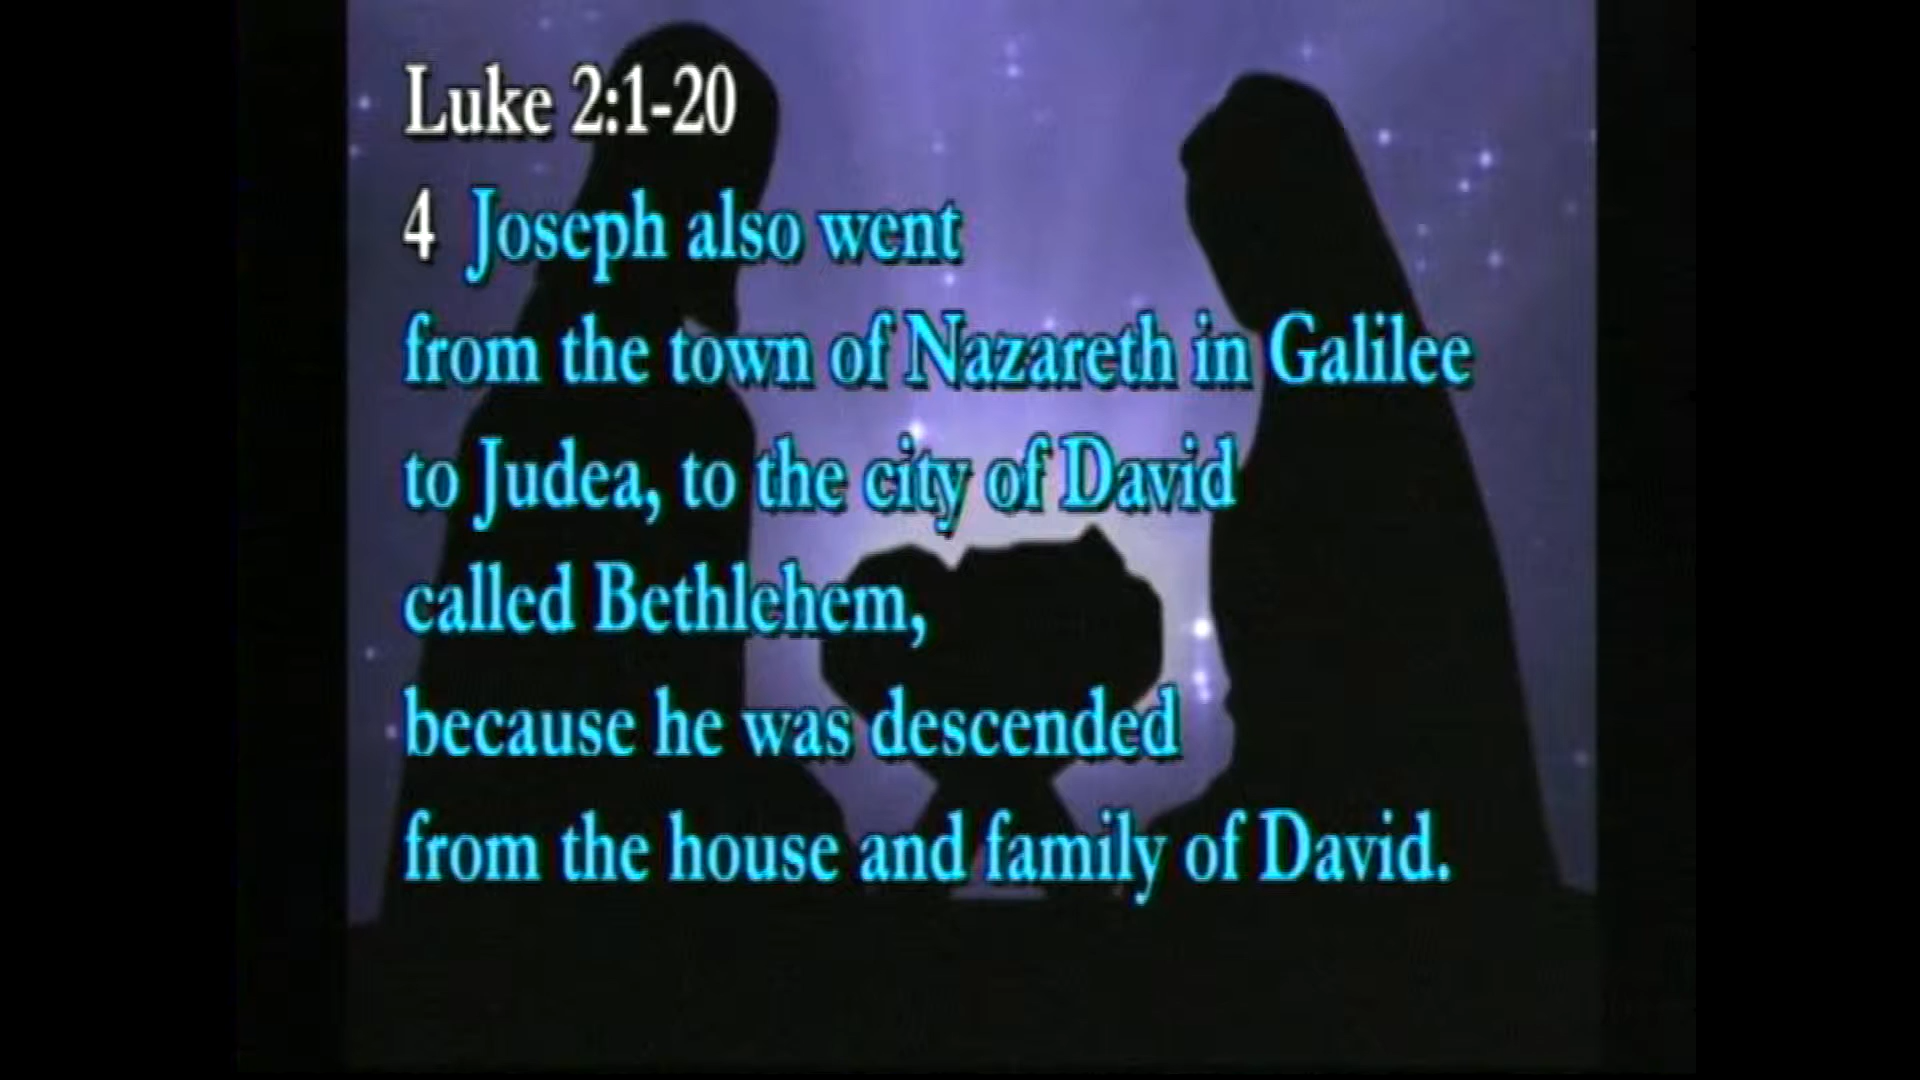 Luke 2:1-20
4 Joseph also went
from the town of Nazareth in Galilee
to Judea, to the city of David
called Bethlehem,
because he was descended
from the house and family of David.